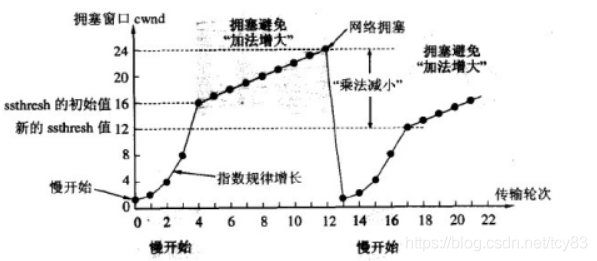 拥塞窗口 cwnd
拥塞避免
“加法增大”
网络拥塞
拥塞避免
“加法增大”
24
20
“乘法减小”
ssthresh 的初始值
16
新的 ssthresh 值
12
8
4
慢开始
指数规律增长
0
传输轮次
0 2 4 6 8 10 12 14 16 18 20 22
慢开始
慢开始
https://blog.csdn.net/tcy83